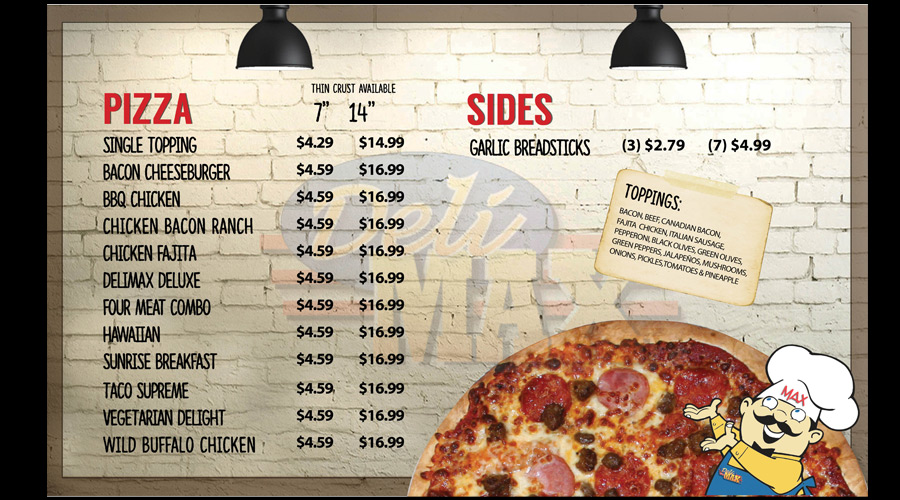 THIN CRUST AVAILABLE
PIZZA 7” 14”
SINGLE TOPPING $4.29 $14.99
BACON CHEESEBURGER $4.59 $16.99
BBQ CHICKEN $4.59 $16.99
CHICKEN BACON RANCH $4.59 $16.99
CHICKEN FAJITA $4.59 $16.99
DELIMAX DELUXE $4.59 $16.99
FOUR MEAT COMBO $4.59 $16.99
HAWAIIAN $4.59 $16.99
SUNRISE BREAKFAST $4.59 $16.99
TACO SUPREME $4.59 $16.99
VEGETARIAN DELIGHT $4.59 $16.99
WILD BUFFALO CHICKEN $4.59 $16.99
SIDES
GARLIC BREADSTICKS (3) $2.79 (7) $4.99
TOPPINGS:
BACON, BEEF, CANADIAN BACON,
FAJITA CHICKEN, ITALIAN SAUSAGE,
PEPPERONI, BLACK OLIVES, GREEN OLIVES,
GREEN PEPPERS, JALAPEÑOS, MUSHROOMS,
ONIONS, PICKLES,TOMATOES & PINEAPPLE
Deli
MAX
MAX
Deli
MAX